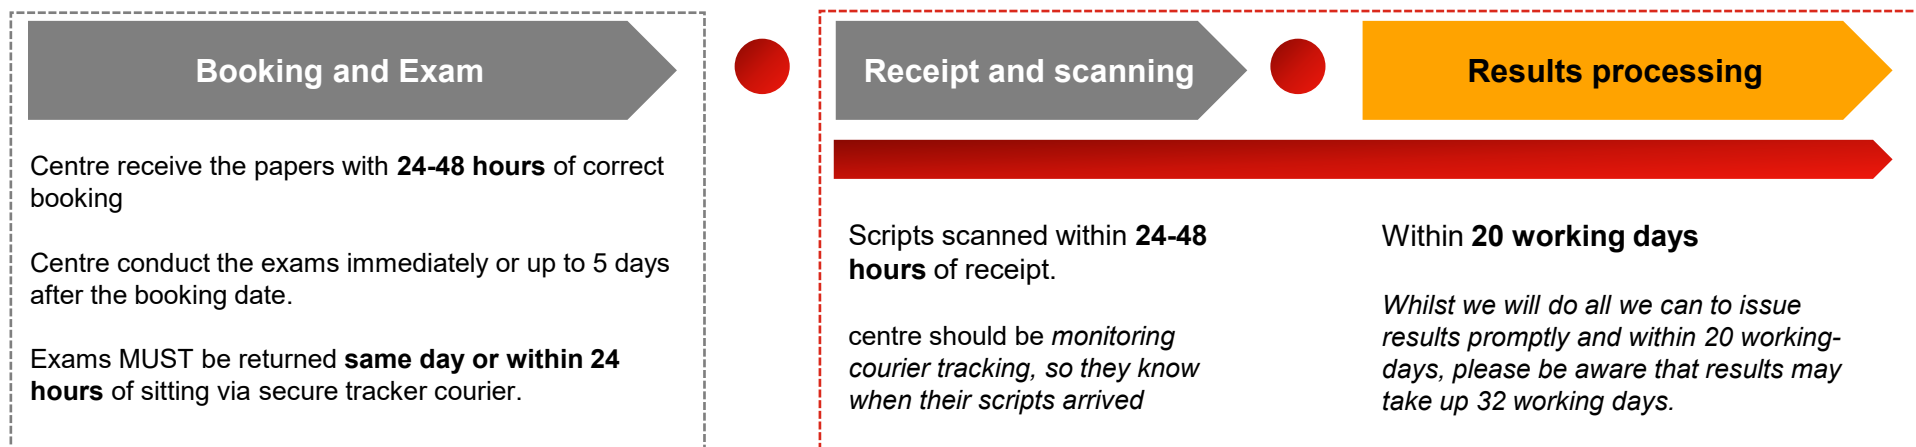 Booking and Exam
Centre receive the papers with 24-48 hours of correct
booking
Centre conduct the exams immediately or up to 5 days
after the booking date.
Exams MUST be returned same day or within 24
hours of sitting via secure tracker courier.
Receipt and scanning
Scripts scanned within 24-48
hours of receipt.
centre should be monitoring
courier tracking, so they know
when their scripts arrived
Results processing
Within 20 working days
Whilst we will do all we can to issue
results promptly and within 20 working-
days, please be aware that results may
take up 32 working days.